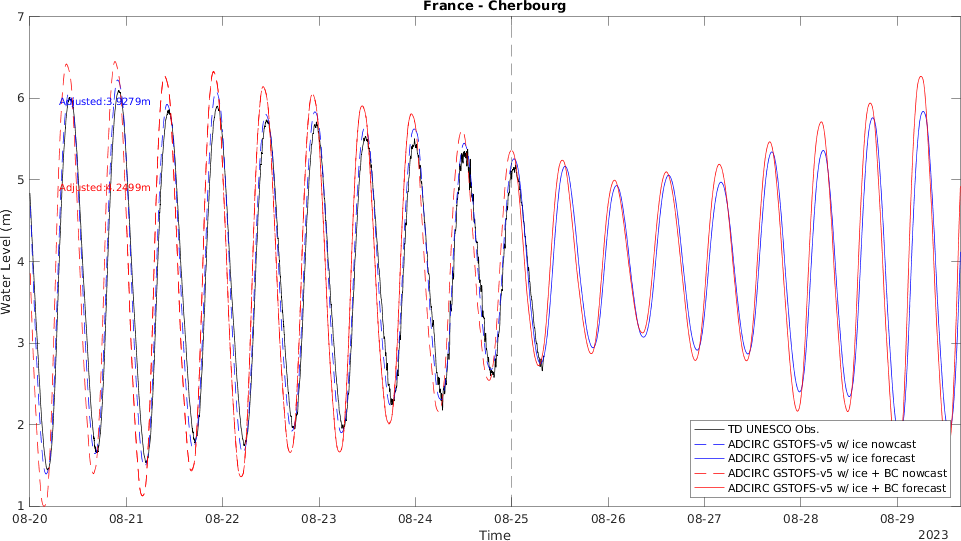 France - Cherbourg
7
6
5
4
3
2
1
Water Level (m)
Adjusted:3.9279m
Adjusted:4.2499m
TD UNESCO Obs.
ADCIRC GSTOFS-v5 w/ ice nowcast
ADCIRC GSTOFS-v5 w/ ice forecast
ADCIRC GSTOFS-v5 w/ ice + BC nowcast
ADCIRC GSTOFS-v5 w/ ice + BC forecast
08-20 08-21 08-22 08-23 08-24 08-25 08-26 08-27 08-28 08-29
Time
2023